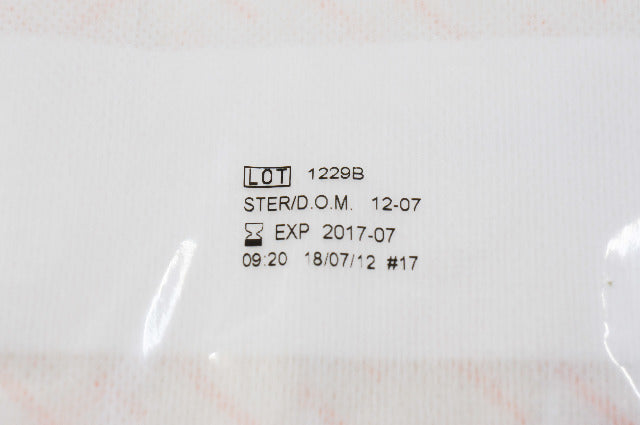 LOT 1229B
STER/D.O.M. 12-07
EXP 2017-07
09:20 18/07/12 #17